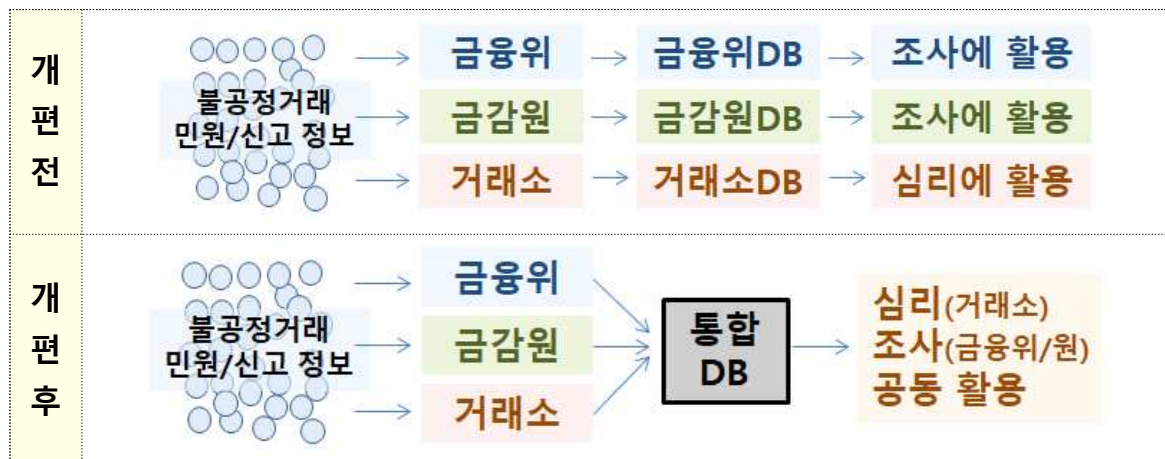 개편전
불공정거래
민원/신고 정보
금융위
금융위DB
조사에 활용
금감원
금감원DB
조사에 활용
거래소
거래소DB
심리에 활용
개편후
불공정거래
민원/신고 정보
금융위
금감원
거래소
통합
DB
심리(거래소)
조사(금융위/원)
공동 활용